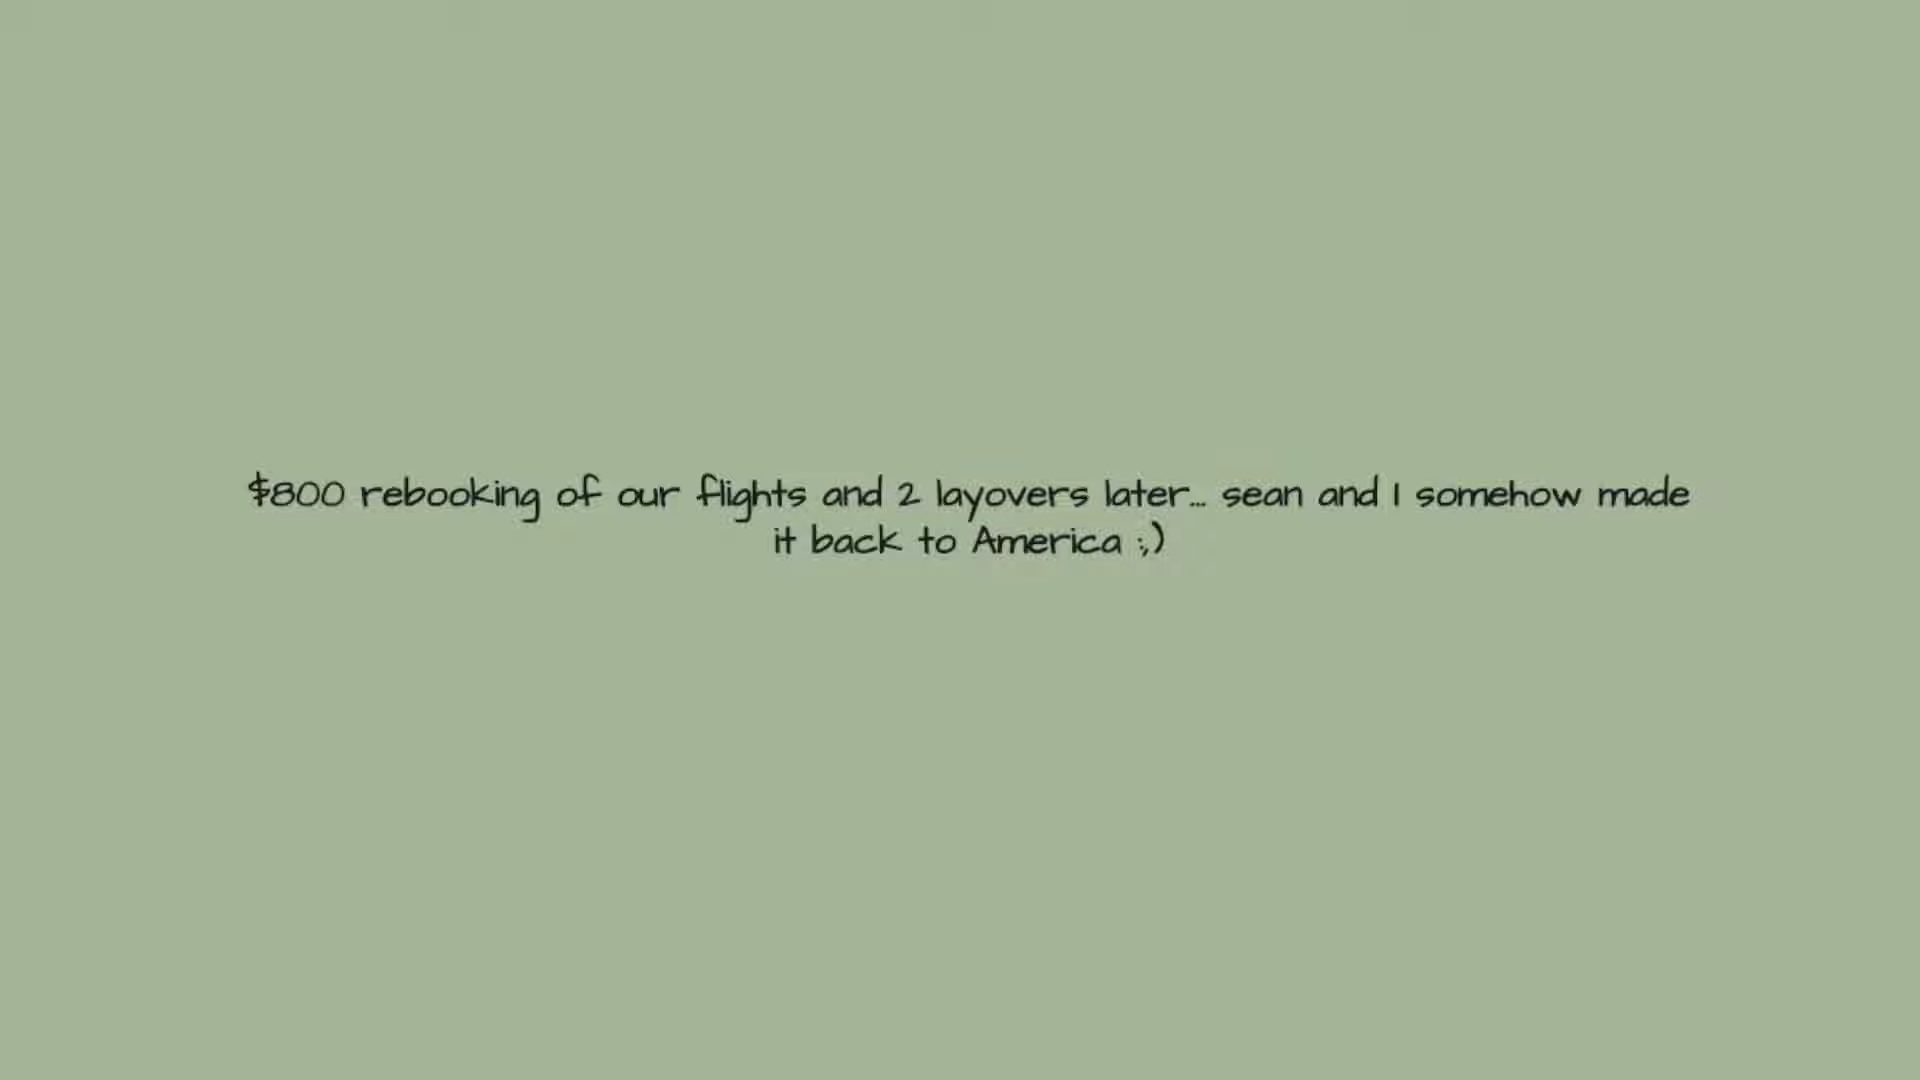 $800 rebooking of our flights and 2 layovers later... sean and I somehow made
it back to America ;,)